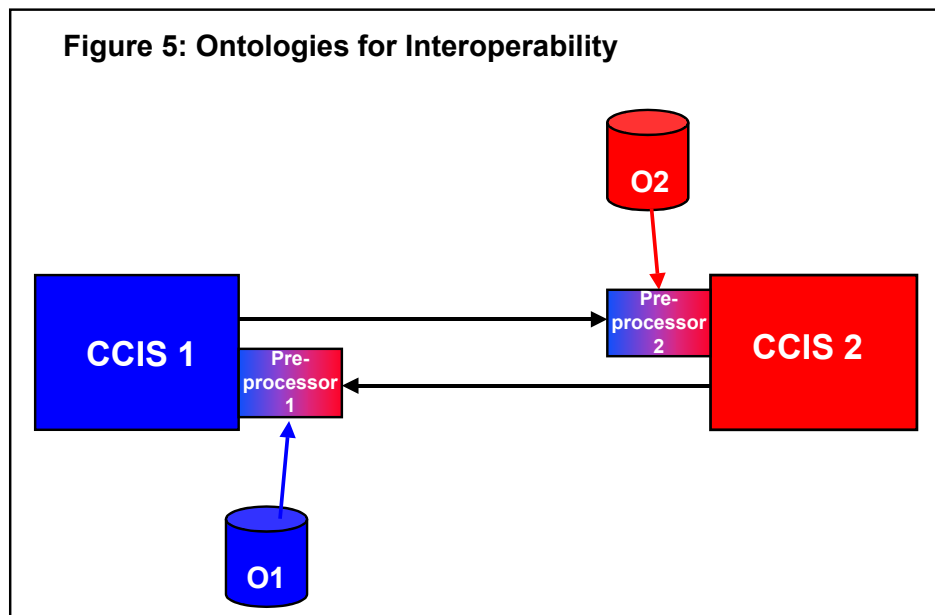 Figure 5: Ontologies for Interoperability
O2
Pre-
processor
2
CCIS 1
CCIS 2
Pre-
processor
1
O1